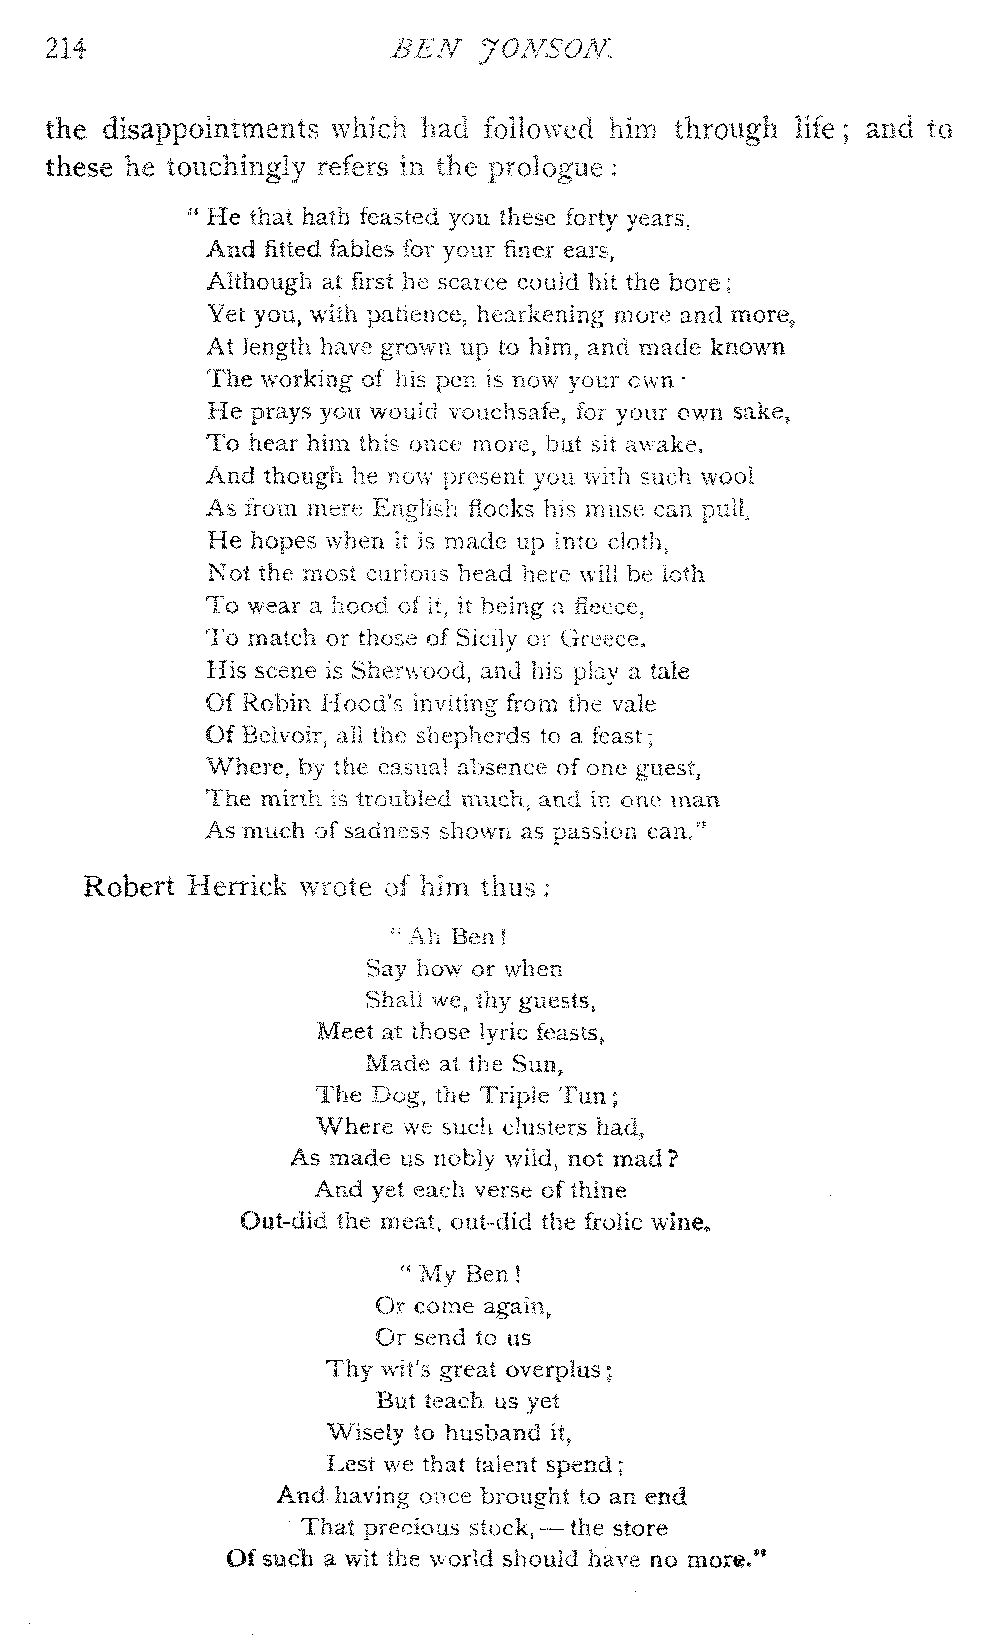 214 BEN JONSON.
the disappointments which had followed him through life; and to
these he touchingly refers in the prologue:
“ He that hath feasted you these forty years,
And fitted fables for your finer ears,
Although at first he scarce could hit the bore;
Yet you, with patience, hearkening more and more,
At length have grown up to him, and made known
The working of his pen is now your own·
He prays you would vouchsafe, for your own sake,
To hear him this once more, but sit awake.
And though he now present you with such wool
As from mere English flocks his muse can pull,
He hopes when it is made up into cloth,
Not the most curious head here will be loth
To wear a hood of it, it being a fleece,
To match or those of Sicily or Greece.
His scene is Sherwood, and his play a tale
Of Robin Hood's inviting from the vale
Of Belvoir, all the shepherds to a feast;
Where, by the casual absence of one guest,
The mirth is troubled much, and in one man
As much of sadness shown as passion can.”
Robert Herrick wrote of him thus:
“ Ah Ben!
Say how or when
Shall we, thy guests,
Meet at those lyric feasts,
Made at the Sun,
The Dog, the Triple Tun;
Where we such clusters had,
As made us nobly wild, not mad?
And yet each verse of thine
Out-did the meat, out-did the frolic wine.
“ My Ben!
Or come again,
Or send to us
Thy wit's great overplus;
But teach us yet
Wisely to husband it,
Lest we that talent spend;
And having once brought to an end
That precious stock,—the store
Of such a wit the world should have no more.”